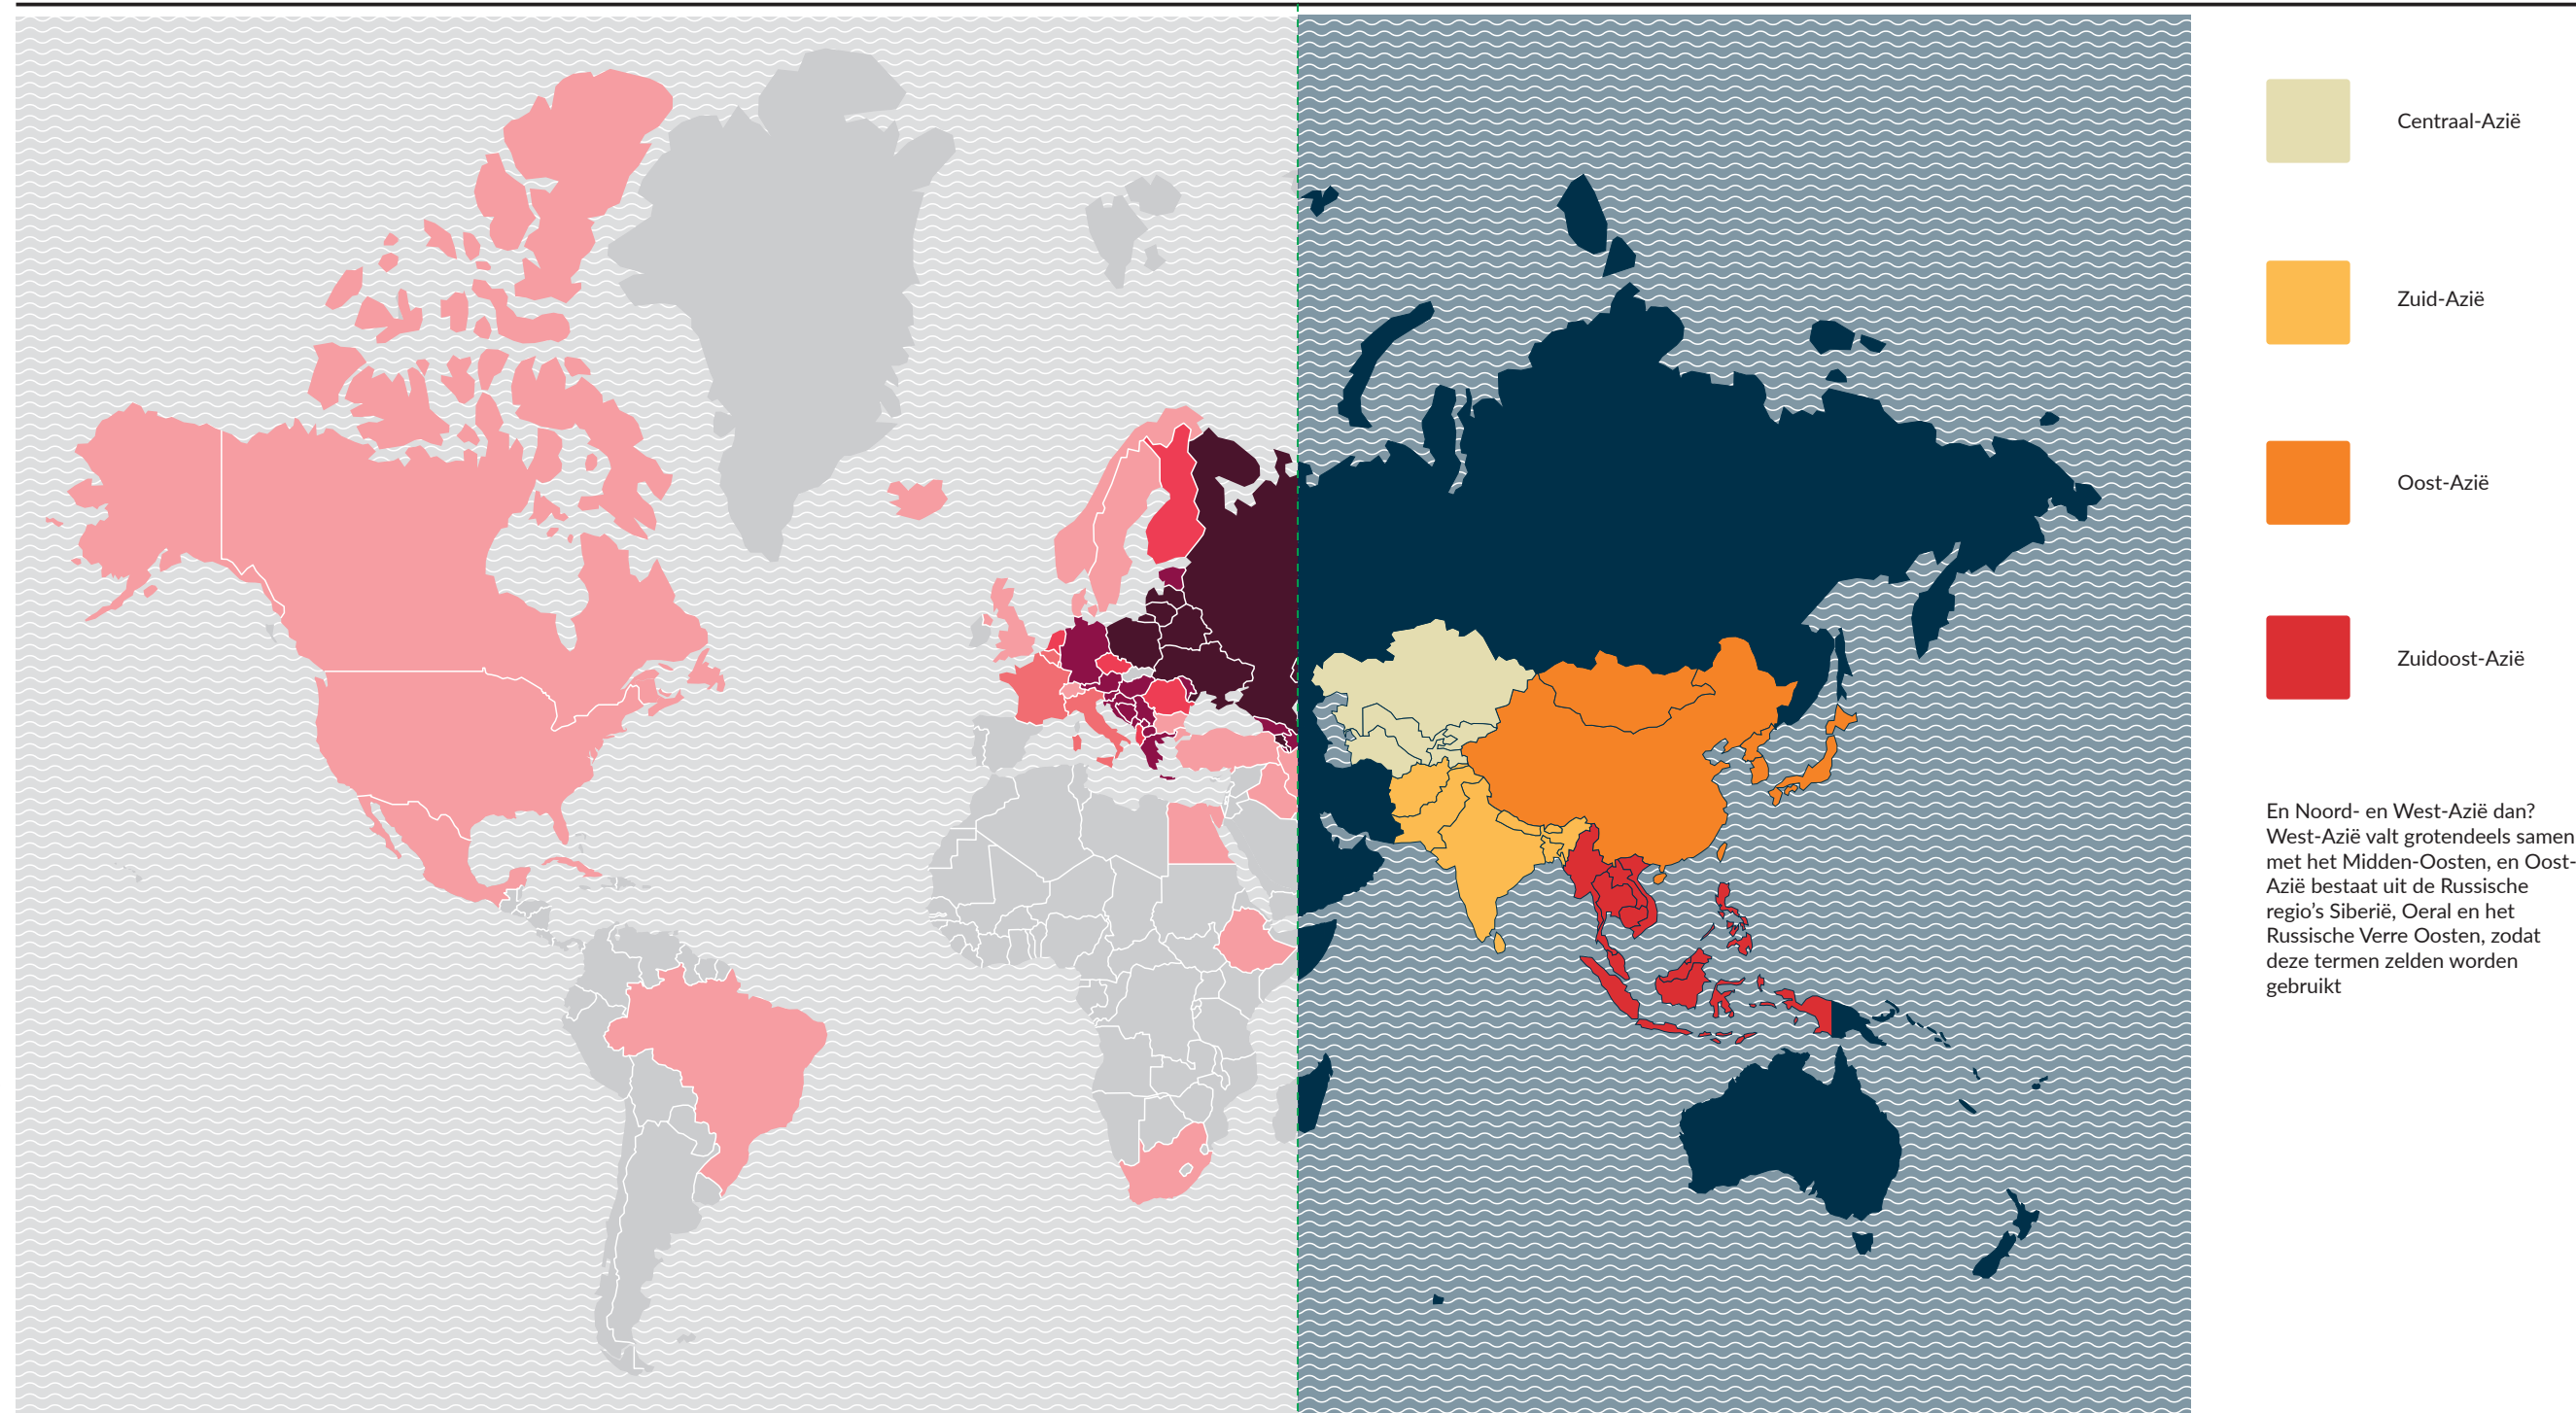 Centraal-Azië
Zuid-Azië
Oost-Azië
Zuidoost-Azië
En Noord- en West-Azië dan?
West-Azië valt grotendeels samen
met het Midden-Oosten, en Oost-
Azië bestaat uit de Russische
regio’s Siberië, Oeral en het
Russische Verre Oosten, zodat
deze termen zelden worden
gebruikt